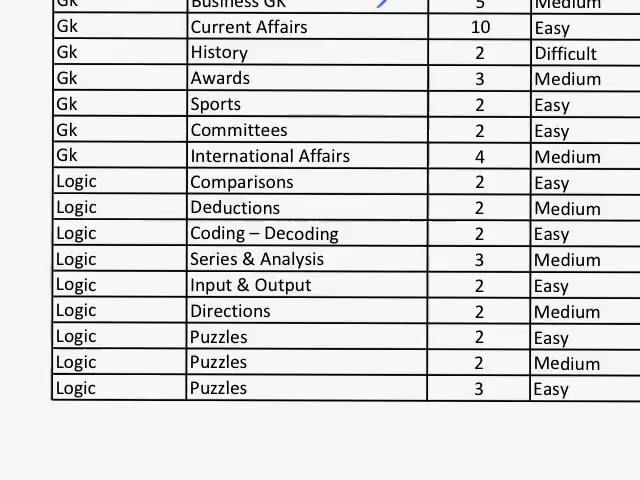 Gk Business GK 5 Medium
Gk Current Affairs 10 Easy
Gk History 2 Difficult
Gk Awards 3 Medium
Gk Sports 2 Easy
Gk Committees 2 Easy
Gk International Affairs 4 Medium
Logic Comparisons 2 Easy
Logic Deductions 2 Medium
Logic Coding – Decoding 2 Easy
Logic Series & Analysis 3 Medium
Logic Input & Output 2 Easy
Logic Directions 2 Medium
Logic Puzzles 2 Easy
Logic Puzzles 2 Medium
Logic Puzzles 3 Easy